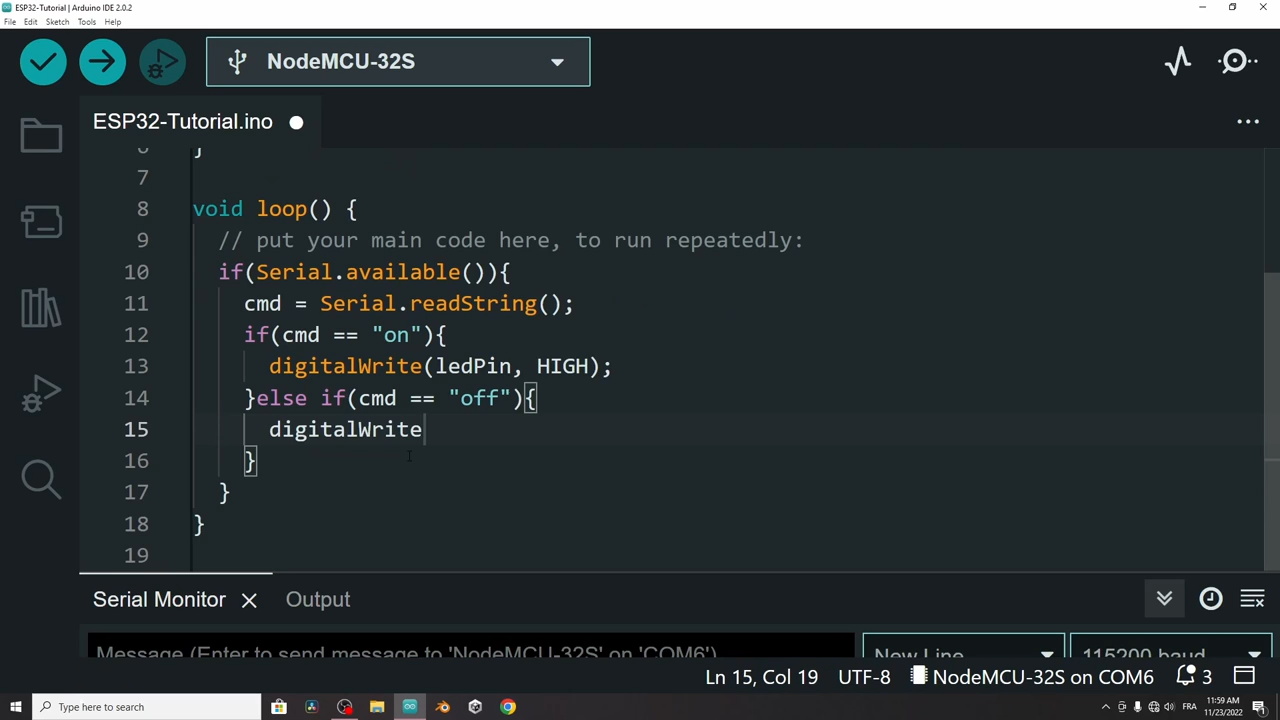 ESP32-Tutorial | Arduino IDE 2.0.2
File Edit Sketch Tools Help
NodeMCU-32S
ESP32-Tutorial.ino
6 }
7
8 void loop() {
9 // put your main code here, to run repeatedly:
10 if(Serial.available()){
11 cmd = Serial.readString();
12 if(cmd == "on"){
13 digitalWrite(ledPin, HIGH);
14 }else if(cmd == "off"){
15 digitalWrite
16 }
17 }
18 }
19
Serial Monitor Output
Message (Enter to send message to 'NodeMCU-32S' on 'COM6') New Line 115200 baud
Ln 15, Col 19 UTF-8 NodeMCU-32S on COM6 3
Type here to search FRA 11:59 AM
11/23/2022 1